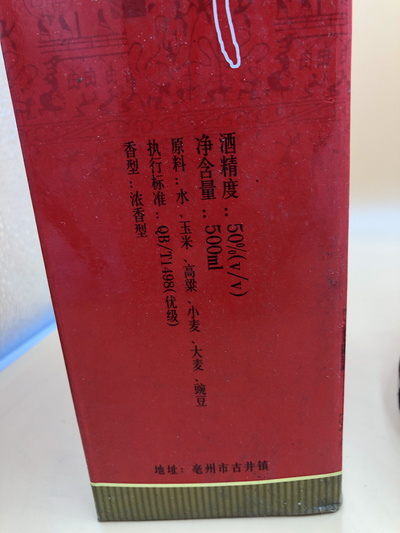 酒精度：50%(v/v)
净含量：500ml
原料：水、玉米、高粱、小麦、大麦、豌豆
执行标准：QB/T1498(优级)
香型：浓香型
地址：亳州市古井镇